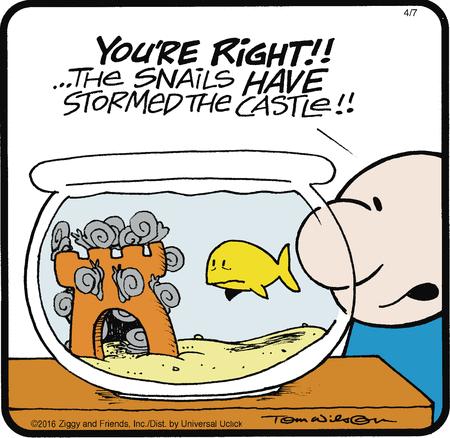 4/7
YOU'RE RiGHT!!
...THE SNAiLS HAVE
STORMED THE CASTLE!!
©2016 Ziggy and Friends, Inc./Dist. by Universal Uclick
Tom Wilson